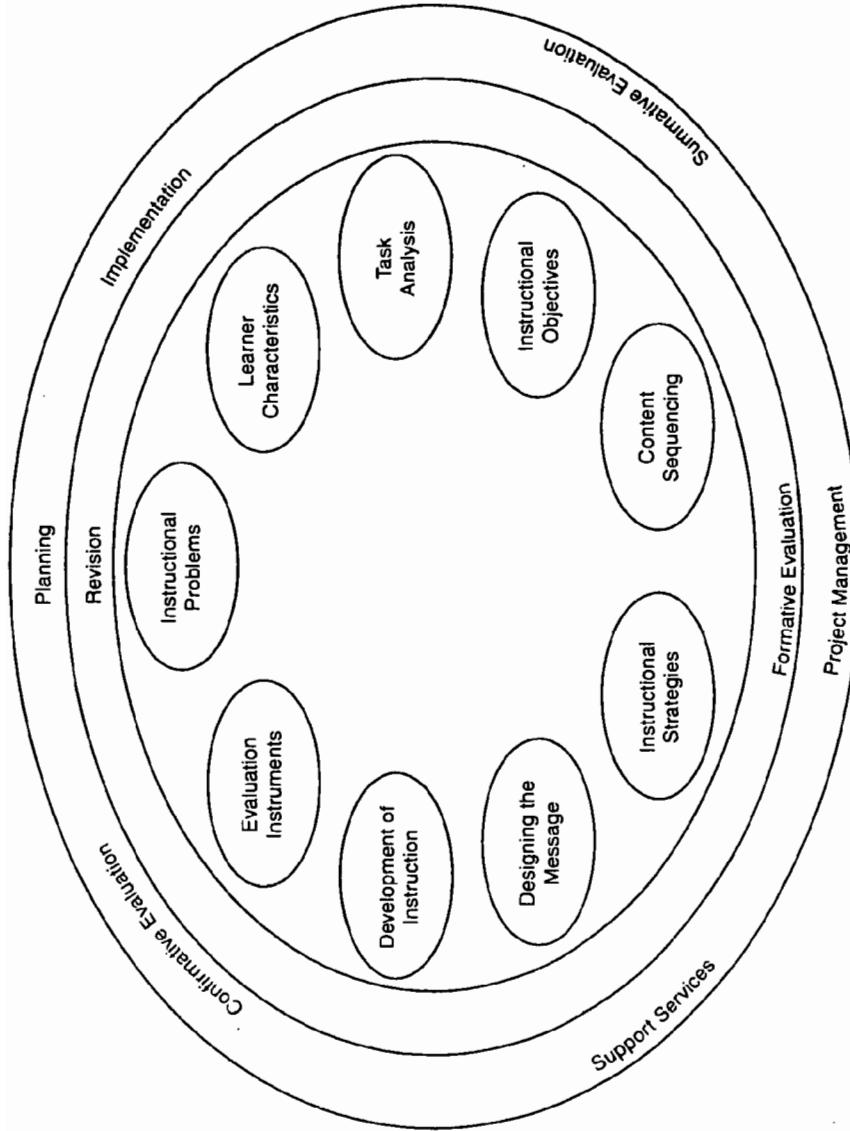 Planning
Implementation
Summative Evaluation
Project Management
Support Services
Confirmative Evaluation
Revision
Formative Evaluation
Instructional
Problems
Learner
Characteristics
Task
Analysis
Instructional
Objectives
Content
Sequencing
Instructional
Strategies
Designing the
Message
Development of
Instruction
Evaluation
Instruments